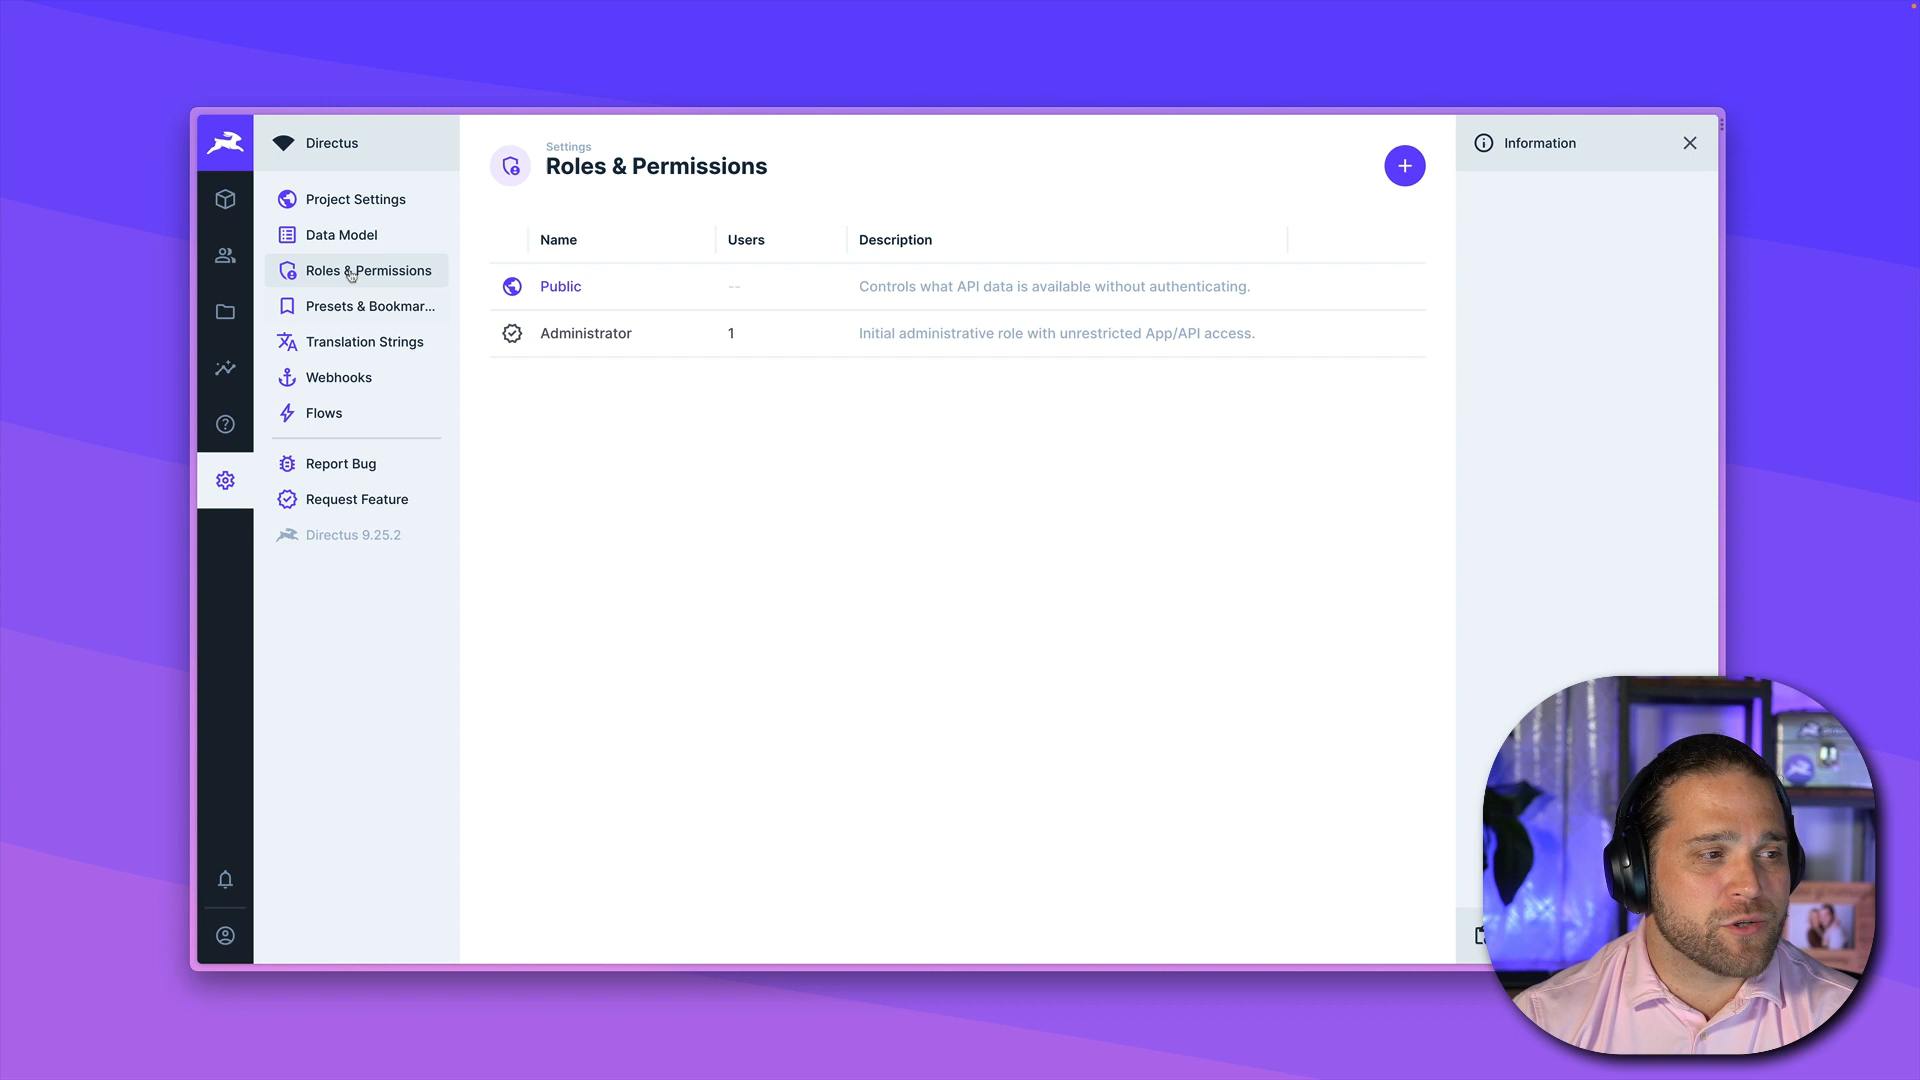 Directus
Project Settings
Data Model
Roles & Permissions
Presets & Bookmar...
Translation Strings
Webhooks
Flows
Report Bug
Request Feature
Directus 9.25.2
Settings
Roles & Permissions
Name Users Description
Public -- Controls what API data is available without authenticating.
Administrator 1 Initial administrative role with unrestricted App/API access.
Information